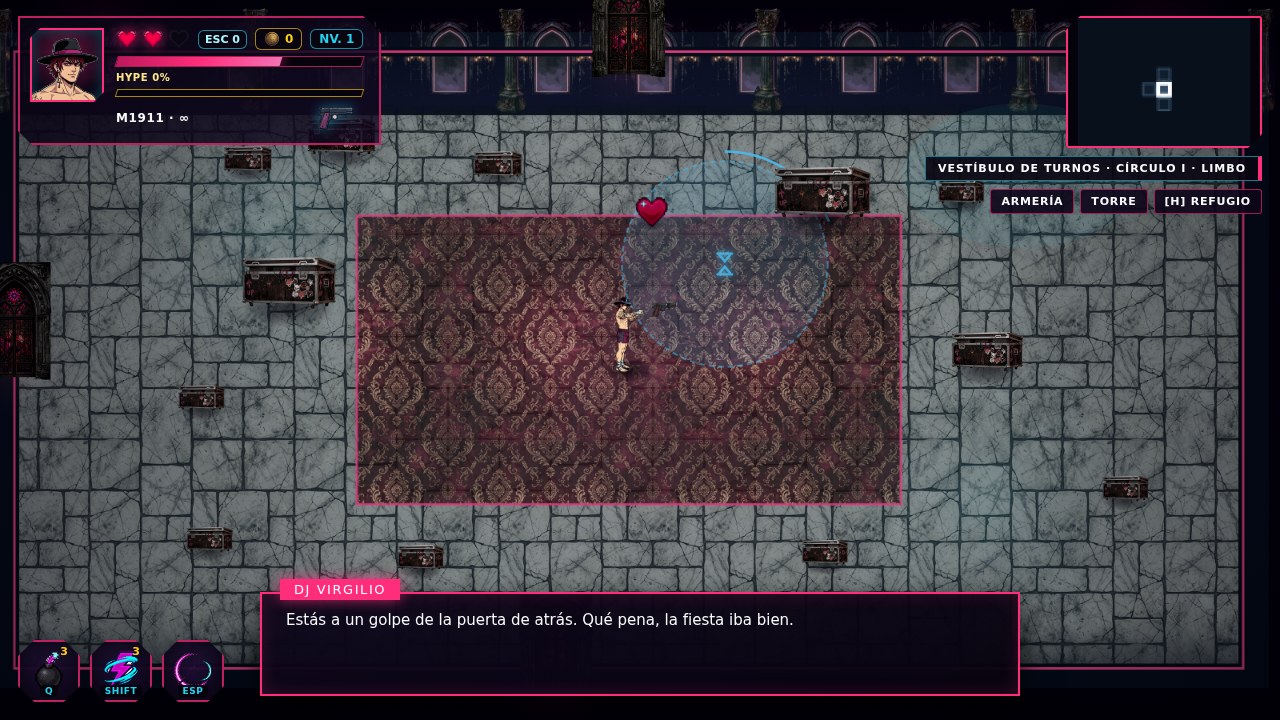 ESC 0
0
NV. 1
HYPE 0%
M1911 · ∞
VESTÍBULO DE TURNOS · CÍRCULO I · LIMBO
ARMERÍA
TORRE
[H] REFUGIO
DJ VIRGILIO
Estás a un golpe de la puerta de atrás. Qué pena, la fiesta iba bien.
3
Q
3
SHIFT
ESP